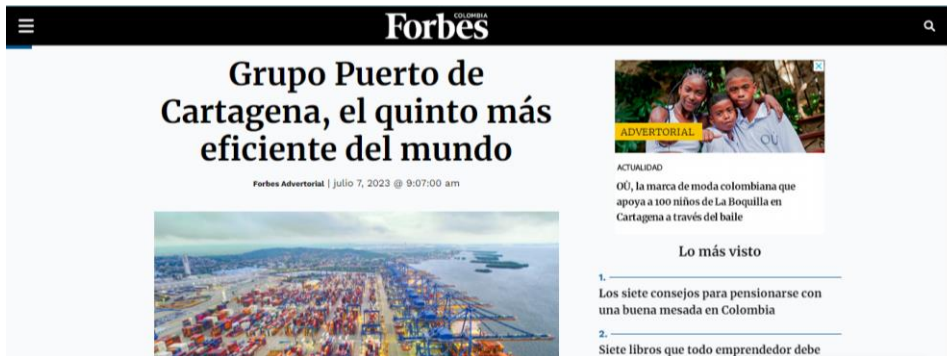 COLOMBIA
Forbes
Grupo Puerto de
Cartagena, el quinto más
eficiente del mundo
Forbes Advertorial | julio 7, 2023 @ 9:07:00 am
ADVERTORIAL
OU
ACTUALIDAD
OÙ, la marca de moda colombiana que
apoya a 100 niños de La Boquilla en
Cartagena a través del baile
Lo más visto
1.
Los siete consejos para pensionarse con
una buena mesada en Colombia
2.
Siete libros que todo emprendedor debe